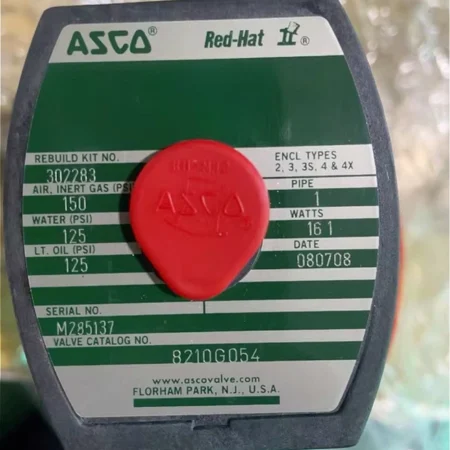 ASCO® Red-Hat II®
REBUILD KIT NO.
302283
ENCL TYPES
2, 3, 3S, 4 & 4X
AIR, INERT GAS (PSI)
150
PIPE
1
WATER (PSI)
125
WATTS
16 1
LT. OIL (PSI)
125
DATE
080708
ASCO
SERIAL NO.
M285137
VALVE CATALOG NO.
8210G054
www.ascovalve.com
FLORHAM PARK, N.J., U.S.A.